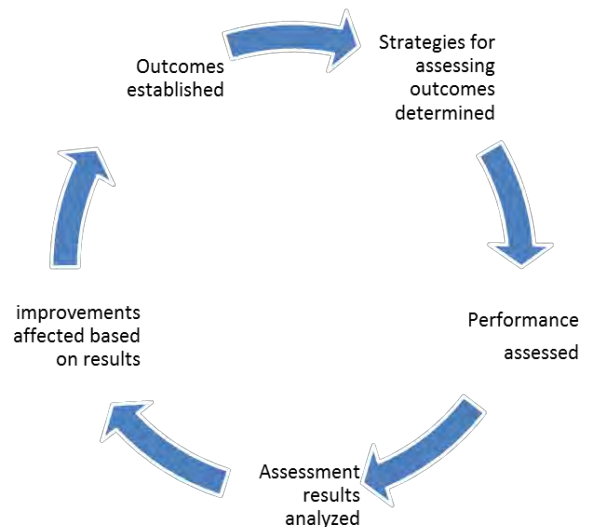 Outcomes
established
Strategies for
assessing
outcomes
determined
Performance
assessed
Assessment
results
analyzed
improvements
affected based
on results